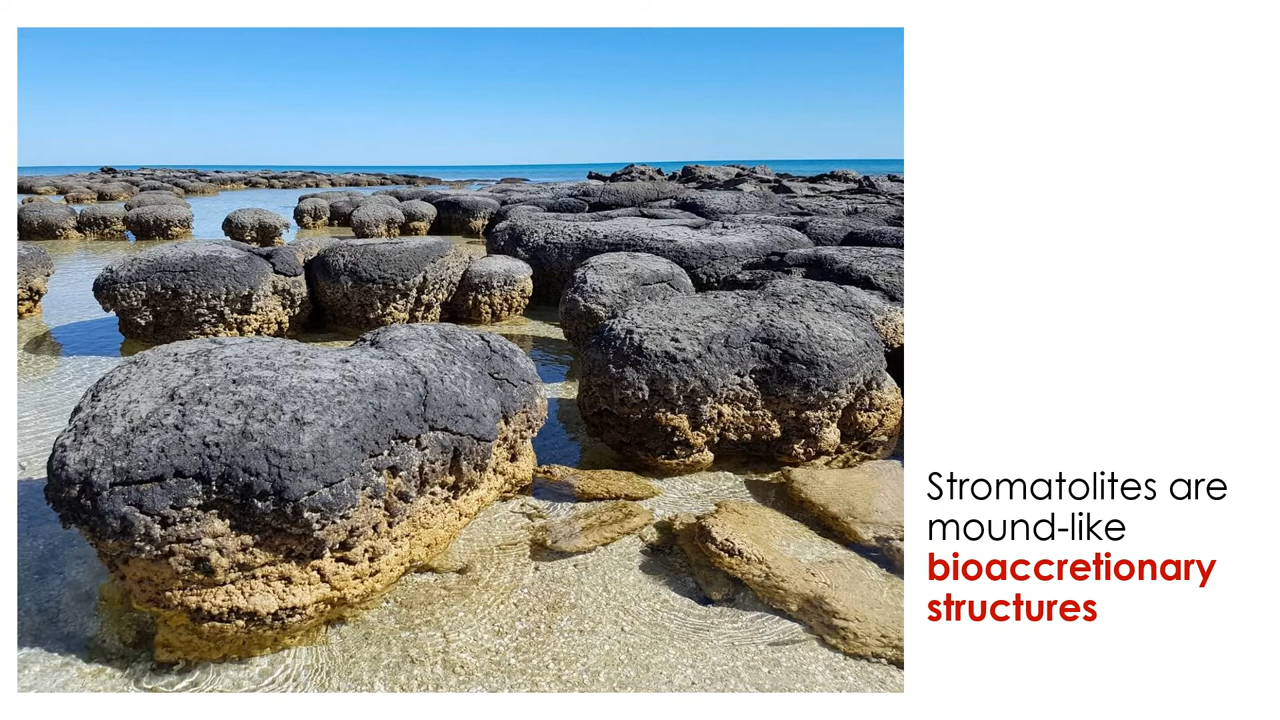 Stromatolites are
mound-like
bioaccretionary
structures